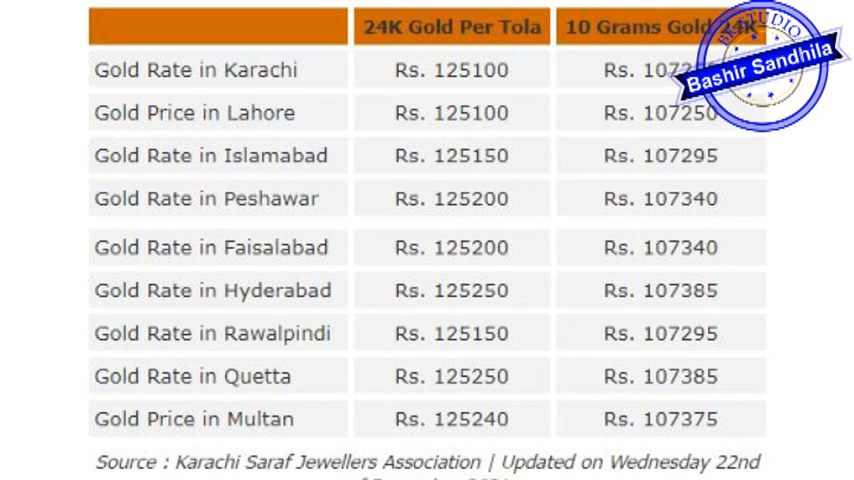 24K Gold Per Tola 10 Grams Gold 24K
Gold Rate in Karachi Rs. 125100 Rs.
Gold Price in Lahore Rs. 125100 Rs. 107250
Gold Rate in Islamabad Rs. 125150 Rs. 107295
Gold Rate in Peshawar Rs. 125200 Rs. 107340
Gold Rate in Faisalabad Rs. 125200 Rs. 107340
Gold Rate in Hyderabad Rs. 125250 Rs. 107385
Gold Rate in Rawalpindi Rs. 125150 Rs. 107295
Gold Rate in Quetta Rs. 125250 Rs. 107385
Gold Price in Multan Rs. 125240 Rs. 107375
Source : Karachi Saraf Jewellers Association | Updated on Wednesday 22nd
STUDIO
Bashir Sandhila